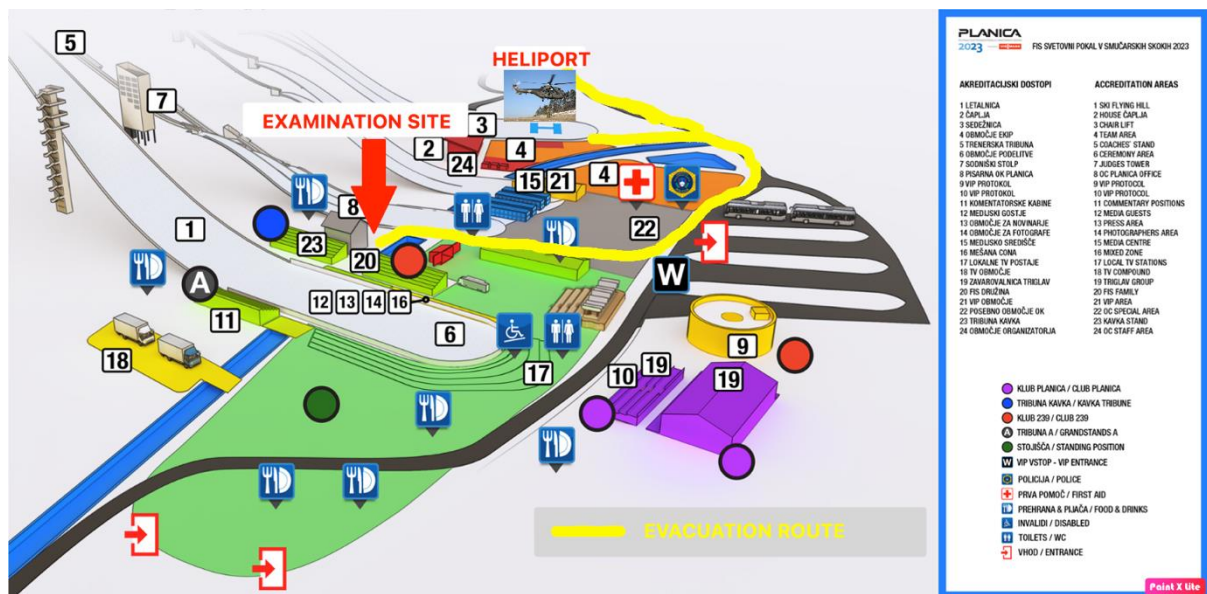 5
7
HELIPORT
EXAMINATION SITE
3
2
4
24
15
21
4
8
22
1
23
20
W
A
12
13
14
16
11
6
9
18
17
10
19
19
EVACUATION ROUTE
PLANICA
2023
FIS SVETOVNI POKAL V SMUČARSKIH SKOKIH 2023
AKREDITACIJSKI DOSTOPI
1 LETALNICA
2 ČAPLJA
3 SEDEŽNICA
4 OBMOČJE EKIP
5 TRENERSKA TRIBUNA
6 OBMOČJE PODELITVE
7 SODNIŠKI STOLP
8 PISARNA OK PLANICA
9 VIP PROTOKOL
10 VIP PROTOKOL
11 KOMENTATORSKE KABINE
12 MEDIJSKI GOSTJE
13 OBMOČJE ZA NOVINARJE
14 OBMOČJE ZA FOTOGRAFE
15 MEDIJSKO SREDIŠČE
16 MEŠANA CONA
17 LOKALNE TV POSTAJE
18 TV OBMOČJE
19 ZAVAROVALNICA TRIGLAV
20 FIS DRUŽINA
21 VIP OBMOČJE
22 POSEBNO OBMOČJE OK
23 TRIBUNA KAVKA
24 OBMOČJE ORGANIZATORJA
ACCREDITATION AREAS
1 SKI FLYING HILL
2 HOUSE ČAPLJA
3 CHAIR LIFT
4 TEAM AREA
5 COACHES' STAND
6 CEREMONY AREA
7 JUDGES TOWER
8 OC PLANICA OFFICE
9 VIP PROTOCOL
10 VIP PROTOCOL
11 COMMENTARY POSITIONS
12 MEDIA GUESTS
13 PRESS AREA
14 PHOTOGRAPHERS AREA
15 MEDIA CENTRE
16 MIXED ZONE
17 LOCAL TV STATIONS
18 TV COMPOUND
19 TRIGLAV GROUP
20 FIS FAMILY
21 VIP AREA
22 OC SPECIAL AREA
23 KAVKA STAND
24 OC STAFF AREA
KLUB PLANICA / CLUB PLANICA
TRIBUNA KAVKA / KAVKA TRIBUNE
KLUB 239 / CLUB 239
A TRIBUNA A / GRANDSTANDS A
STOJIŠČA / STANDING POSITION
W VIP VSTOP - VIP ENTRANCE
POLICIJA / POLICE
PRVA POMOČ / FIRST AID
PREHRANA & PIJAČA / FOOD & DRINKS
INVALIDI / DISABLED
TOILETS / WC
VHOD / ENTRANCE
Paint X Lite